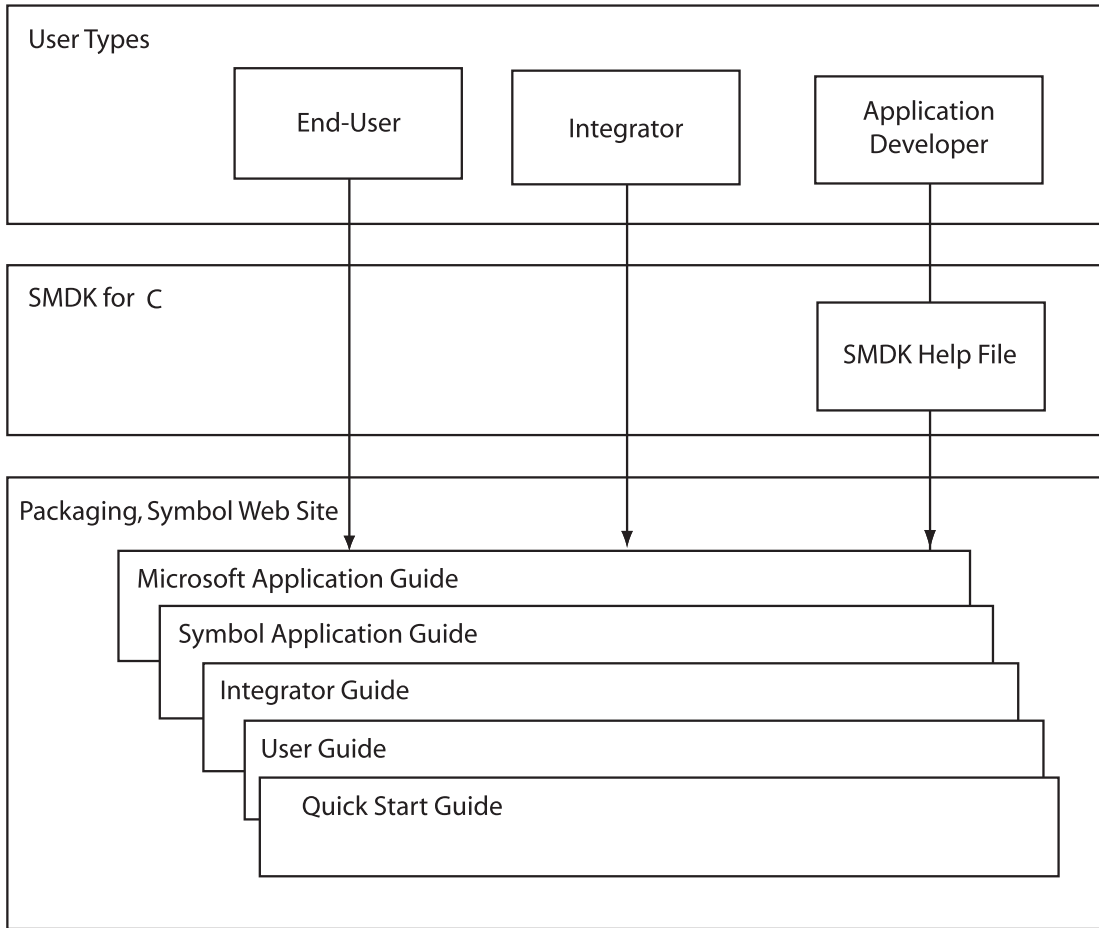 User Types
End-User
Integrator
Application
Developer
SMDK for C
SMDK Help File
Packaging, Symbol Web Site
Microsoft Application Guide
Symbol Application Guide
Integrator Guide
User Guide
Quick Start Guide